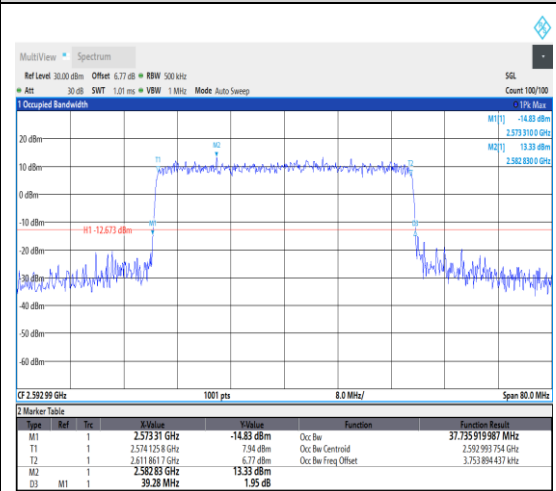 MultiView Spectrum
Ref Level 30.00 dBm Offset 6.77 dB RBW 500 kHz SGL
Att 30 dB SWT 1.01 ms VBW 1 MHz Mode Auto Sweep Count 100/100
1 Occupied Bandwidth 1Pk Max
M1[1] -14.83 dBm
2.573 310 0 GHz
M2[1] 13.33 dBm
2.582 830 0 GHz
20 dBm
M2
T1
T2
10 dBm
0 dBm
-10 dBm
M1
D3
H1 -12.673 dBm
-20 dBm
-30 dBm
-40 dBm
-50 dBm
-60 dBm
CF 2.592 99 GHz 1001 pts 8.0 MHz/ Span 80.0 MHz
2 Marker Table
Type Ref Trc X-Value Y-Value Function Function Result
M1 1 2.573 31 GHz -14.83 dBm Occ Bw 37.735 919 987 MHz
T1 1 2.574 125 8 GHz 7.94 dBm Occ Bw Centroid 2.592 993 754 GHz
T2 1 2.611 861 7 GHz 6.77 dBm Occ Bw Freq Offset 3.753 894 437 kHz
M2 1 2.582 83 GHz 13.33 dBm
D3 M1 1 39.28 MHz 1.95 dB